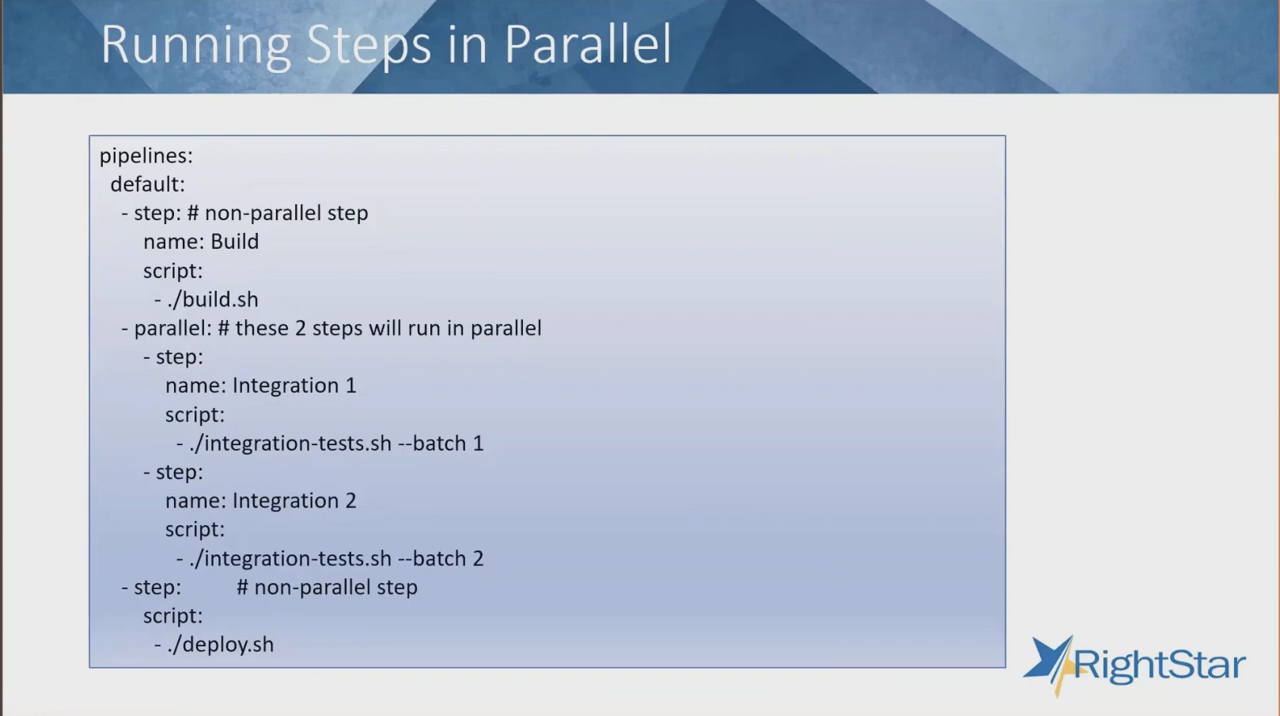 Running Steps in Parallel
pipelines:
default:
- step: # non-parallel step
name: Build
script:
- ./build.sh
- parallel: # these 2 steps will run in parallel
- step:
name: Integration 1
script:
- ./integration-tests.sh --batch 1
- step:
name: Integration 2
script:
- ./integration-tests.sh --batch 2
- step: # non-parallel step
script:
- ./deploy.sh
RightStar